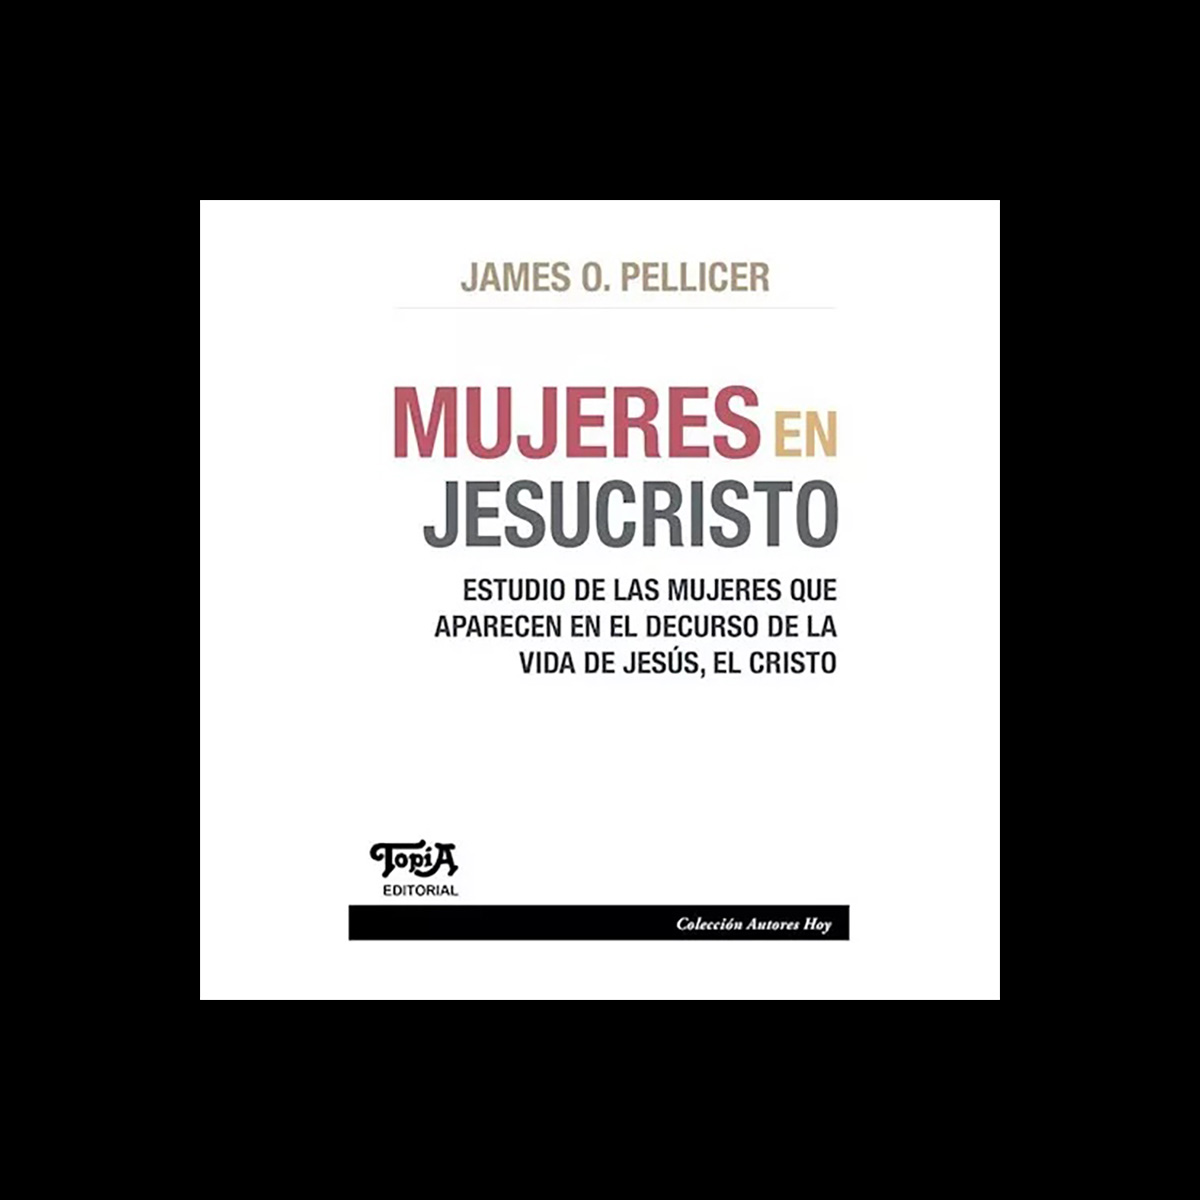 JAMES O. PELLICER
MUJERES EN
JESUCRISTO
ESTUDIO DE LAS MUJERES QUE
APARECEN EN EL DECURSO DE LA
VIDA DE JESÚS, EL CRISTO
TopíA
EDITORIAL
Colección Autores Hoy